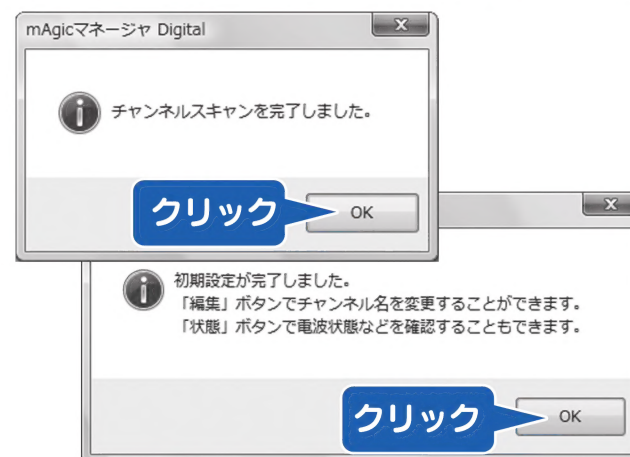 mAgicマネージャ Digital
チャンネルスキャンを完了しました。
クリック
OK
初期設定が完了しました。
「編集」ボタンでチャンネル名を変更することができます。
「状態」ボタンで電波状態などを確認することもできます。
クリック
OK